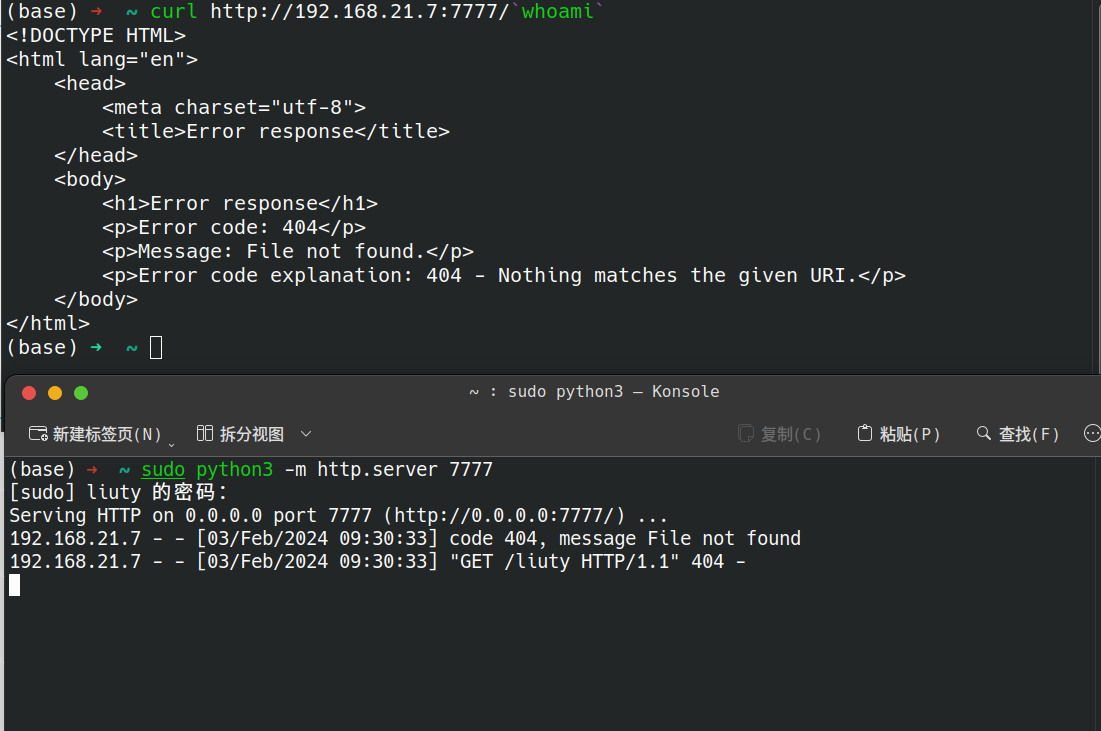 (base) ➜  ~ curl http://192.168.21.7:7777/`whoami`
<!DOCTYPE HTML>
<html lang="en">
    <head>
        <meta charset="utf-8">
        <title>Error response</title>
    </head>
    <body>
        <h1>Error response</h1>
        <p>Error code: 404</p>
        <p>Message: File not found.</p>
        <p>Error code explanation: 404 - Nothing matches the given URI.</p>
    </body>
</html>
(base) ➜  ~
~ : sudo python3 — Konsole
新建标签页(N) 拆分视图 复制(C) 粘贴(P) 查找(F)
(base) ➜  ~ sudo python3 -m http.server 7777
[sudo] liuty 的密码：
Serving HTTP on 0.0.0.0 port 7777 (http://0.0.0.0:7777/) ...
192.168.21.7 - - [03/Feb/2024 09:30:33] code 404, message File not found
192.168.21.7 - - [03/Feb/2024 09:30:33] "GET /liuty HTTP/1.1" 404 -